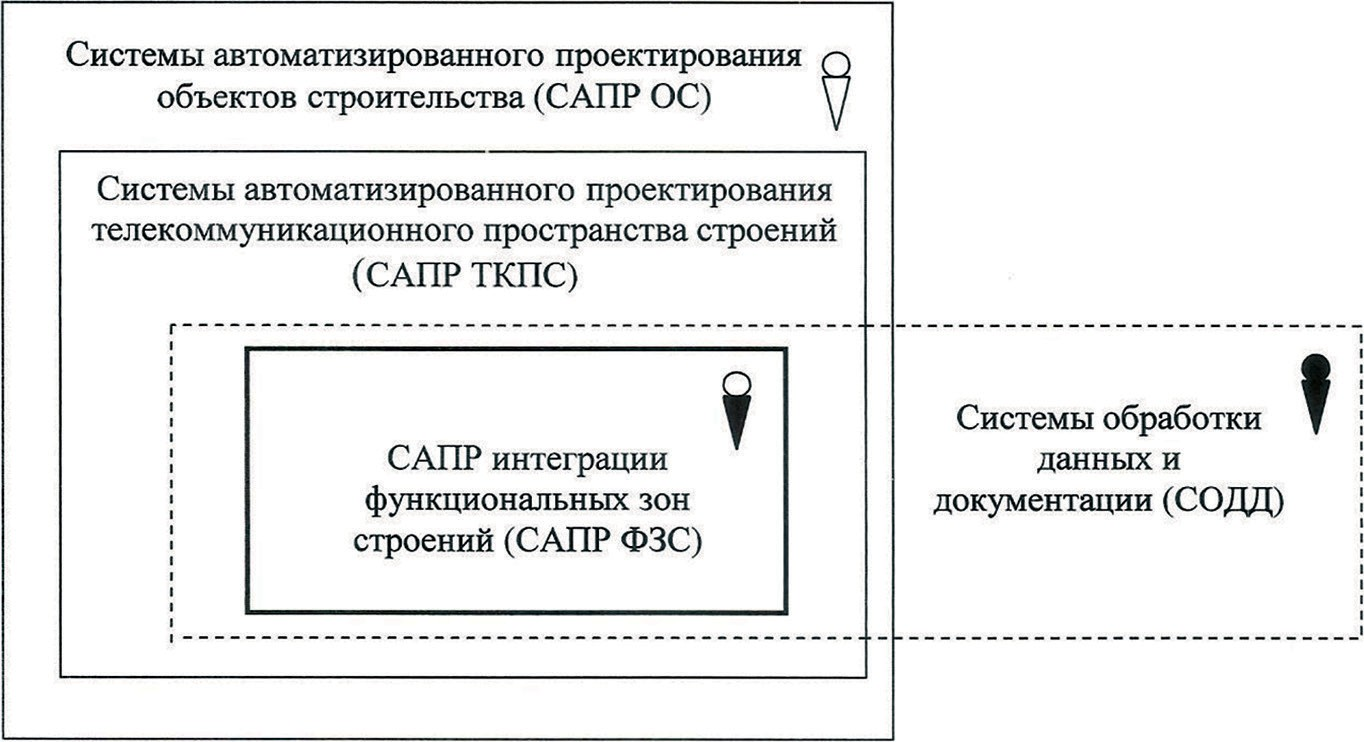 Системы автоматизированного проектирования
объектов строительства (САПР ОС)
Системы автоматизированного проектирования
телекоммуникационного пространства строений
(САПР ТКПС)
САПР интеграции
функциональных зон
строений (САПР ФЗС)
Системы обработки
данных и
документации (СОДД)